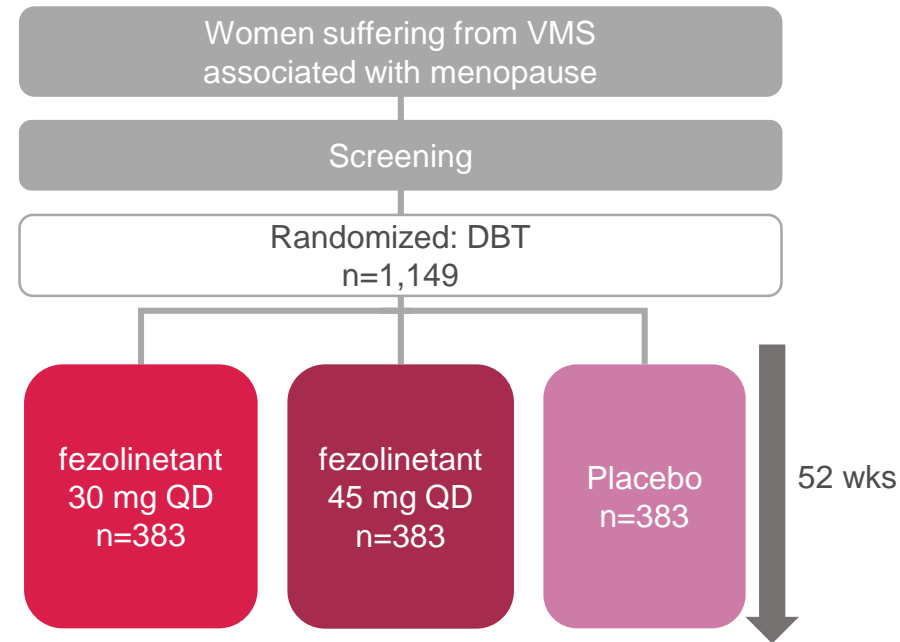 Women suffering from VMS
associated with menopause
Screening
Randomized: DBT
n=1,149
fezolinetant
30 mg QD
n=383
fezolinetant
45 mg QD
n=383
Placebo
n=383
52 wks